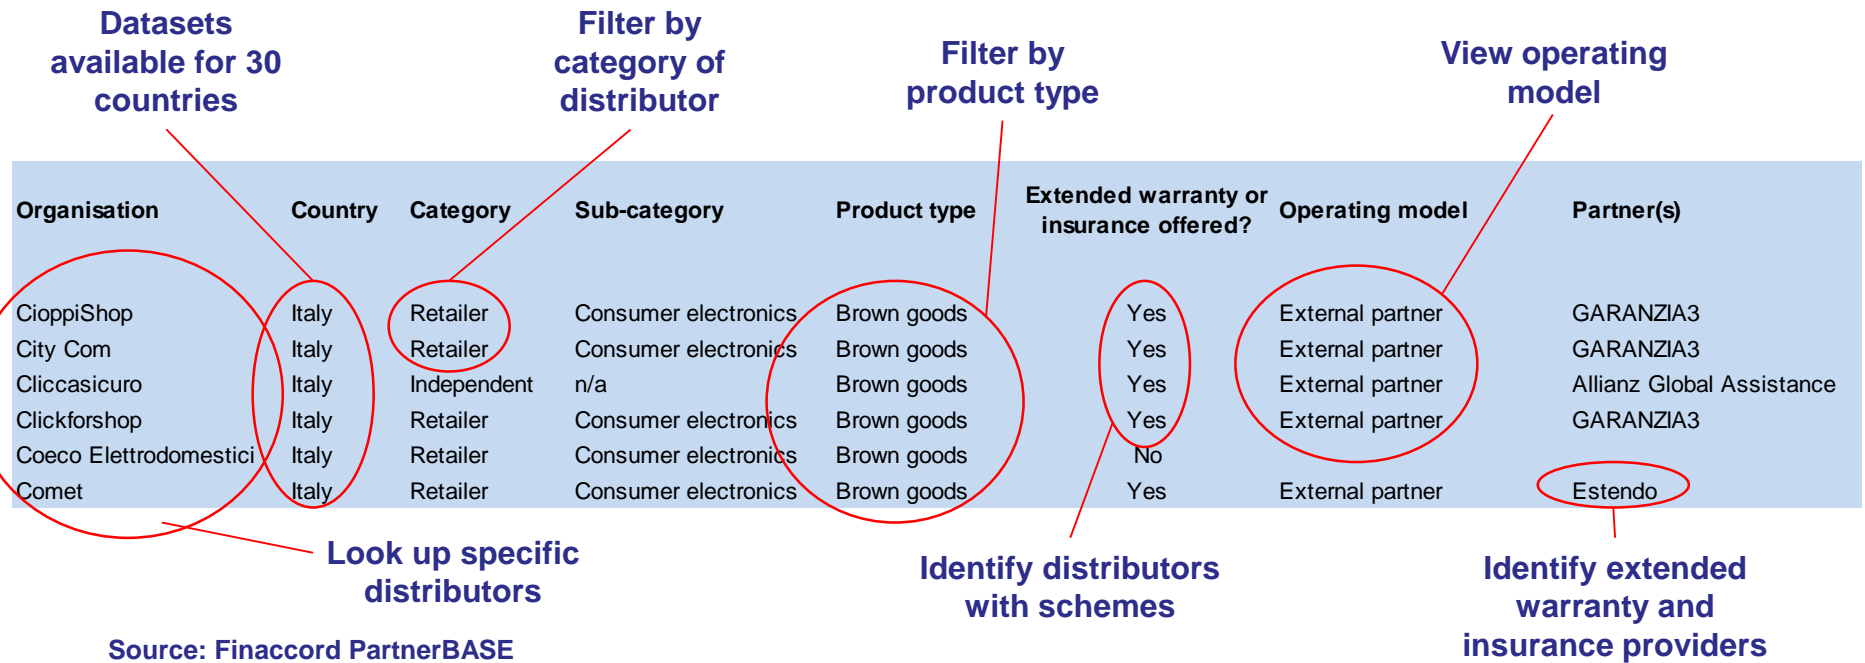 Datasets
available for 30
countries
Filter by
category of
distributor
Filter by
product type
View operating
model
Organisation Country Category Sub-category Product type Extended warranty or insurance offered? Operating model Partner(s)
CioppiShop Italy Retailer Consumer electronics Brown goods Yes External partner GARANZIA3
City Com Italy Retailer Consumer electronics Brown goods Yes External partner GARANZIA3
Cliccasicuro Italy Independent n/a Brown goods Yes External partner Allianz Global Assistance
Clickforshop Italy Retailer Consumer electronics Brown goods Yes External partner GARANZIA3
Coeco Elettrodomestici Italy Retailer Consumer electronics Brown goods No
Comet Italy Retailer Consumer electronics Brown goods Yes External partner Estendo
Look up specific
distributors
Identify distributors
with schemes
Identify extended
warranty and
insurance providers
Source: Finaccord PartnerBASE